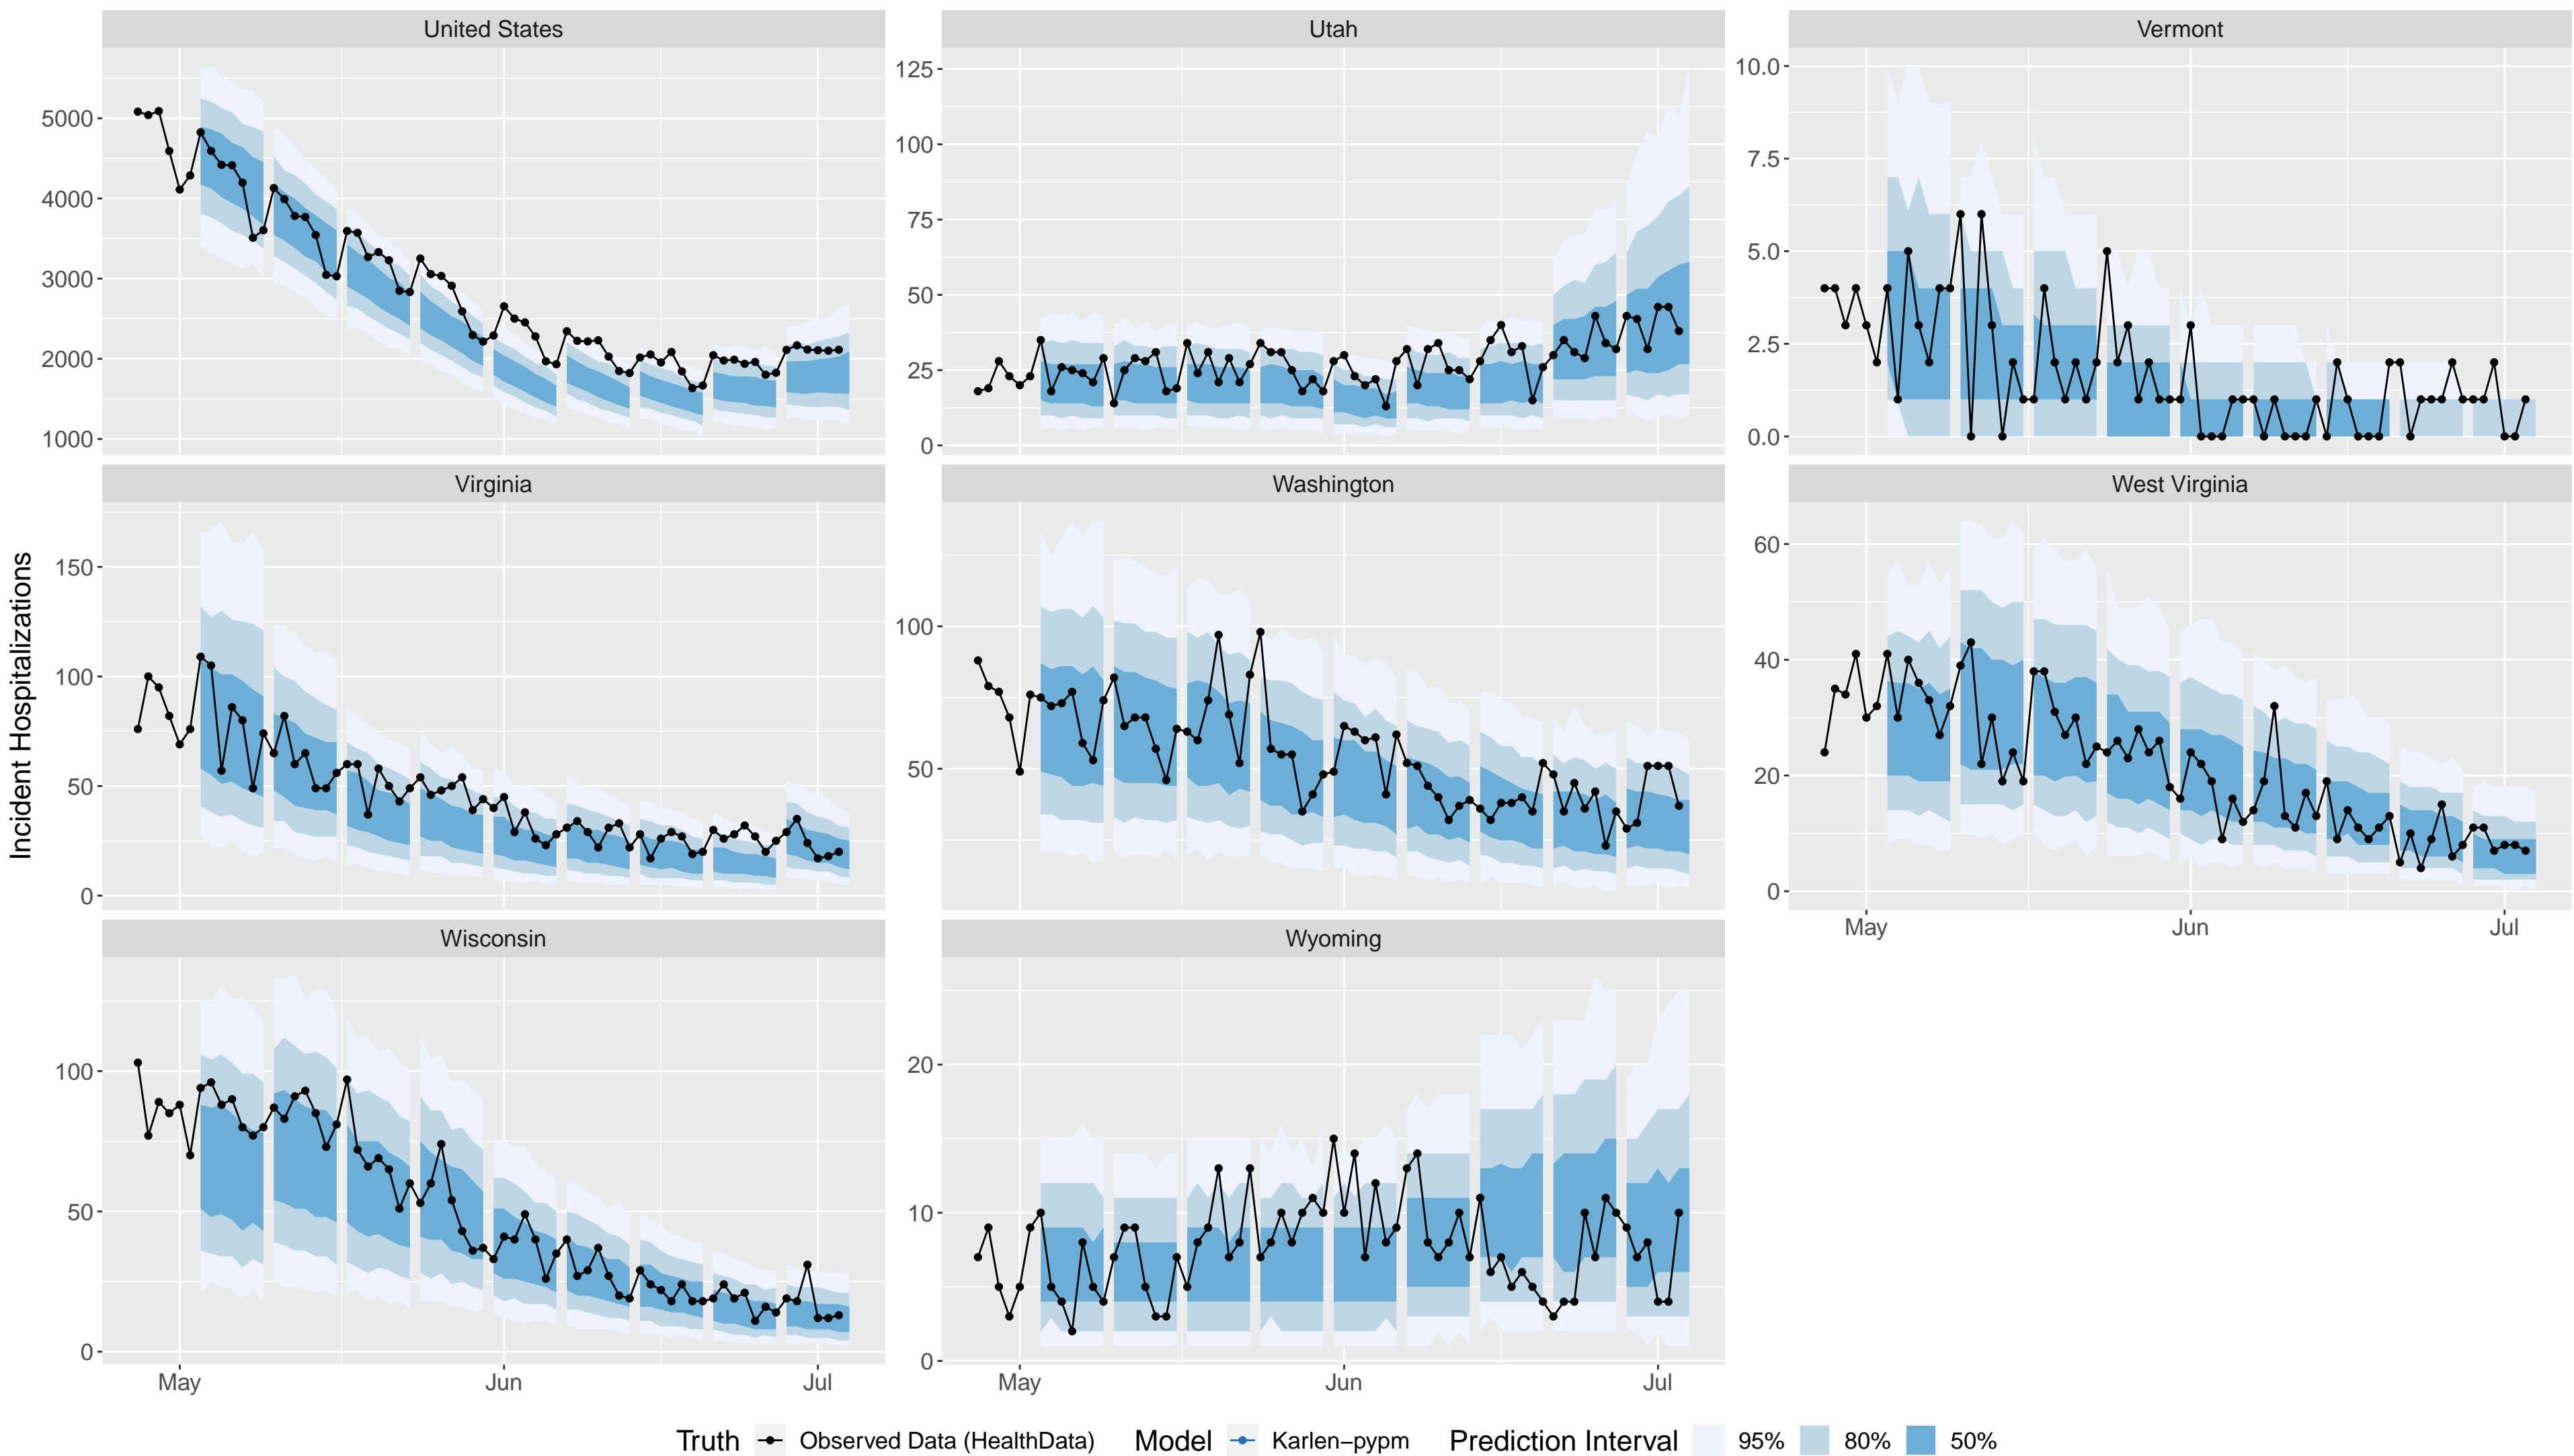 United States
Utah
Vermont
5000
4000
3000
2000
1000
125
100
75
50
25
0
10.0
7.5
5.0
2.5
0.0
Virginia
Washington
West Virginia
Incident Hospitalizations
150
100
50
0
100
50
60
40
20
0
May Jun Jul
Wisconsin
Wyoming
100
50
0
20
10
0
May Jun Jul
May Jun Jul
Truth Observed Data (HealthData) Model Karlen−pypm Prediction Interval 95% 80% 50%